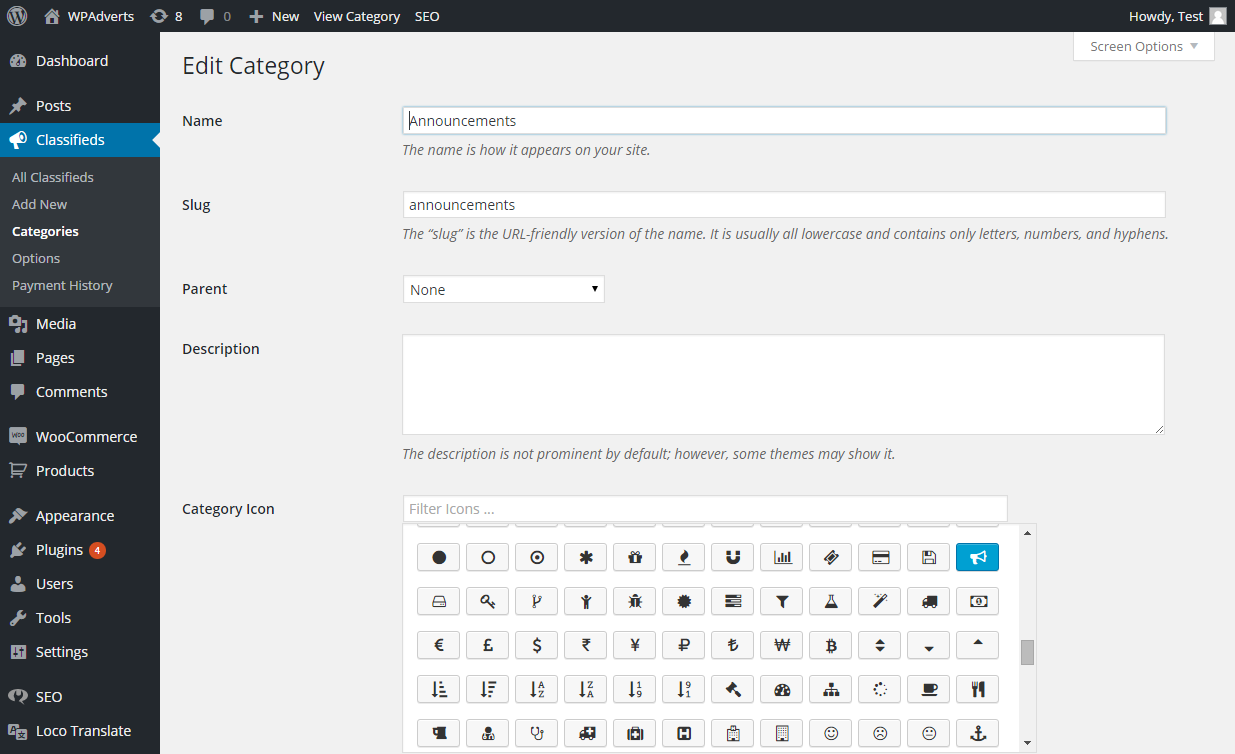 WPAdverts 8 0 New View Category SEO Howdy, Test
Screen Options
Dashboard
Posts
Classifieds
All Classifieds
Add New
Categories
Options
Payment History
Media
Pages
Comments
WooCommerce
Products
Appearance
Plugins 4
Users
Tools
Settings
SEO
Loco Translate
Edit Category
Name
Announcements
The name is how it appears on your site.
Slug
announcements
The “slug” is the URL-friendly version of the name. It is usually all lowercase and contains only letters, numbers, and hyphens.
Parent
None
Description
The description is not prominent by default; however, some themes may show it.
Category Icon
Filter Icons ...